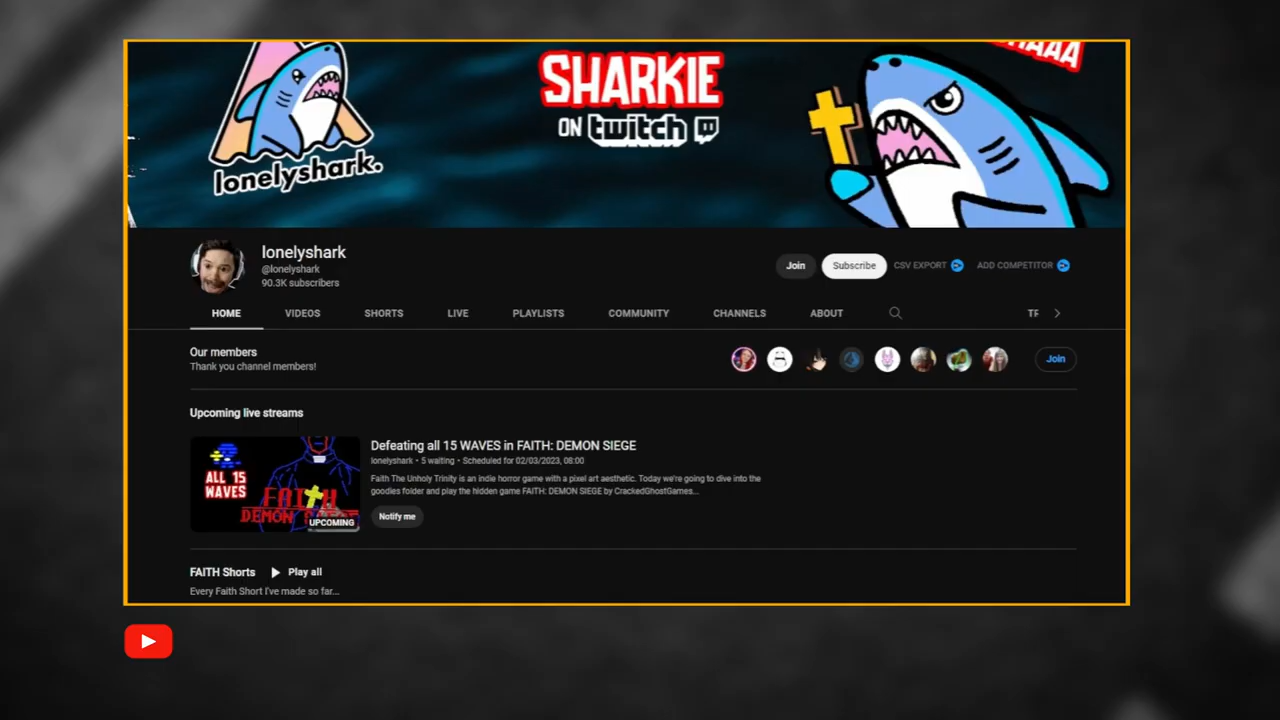 SHARKIE
ON twitch
lonelyshark.
lonelyshark
@lonelyshark
90.3K subscribers
Join
Subscribe
CSV EXPORT
ADD COMPETITOR
HOME
VIDEOS
SHORTS
LIVE
PLAYLISTS
COMMUNITY
CHANNELS
ABOUT
Our members
Thank you channel members!
Join
Upcoming live streams
ALL 15
WAVES
FAITH
DEMON
UPCOMING
Defeating all 15 WAVES in FAITH: DEMON SIEGE
lonelyshark • 5 waiting • Scheduled for 02/03/2023, 08:00
Faith The Unholy Trinity is an indie horror game with a pixel art aesthetic. Today we're going to dive into the
goodies folder and play the hidden game FAITH: DEMON SIEGE by CrackedGhostGames...
Notify me
FAITH Shorts
Play all
Every Faith Short I've made so far...